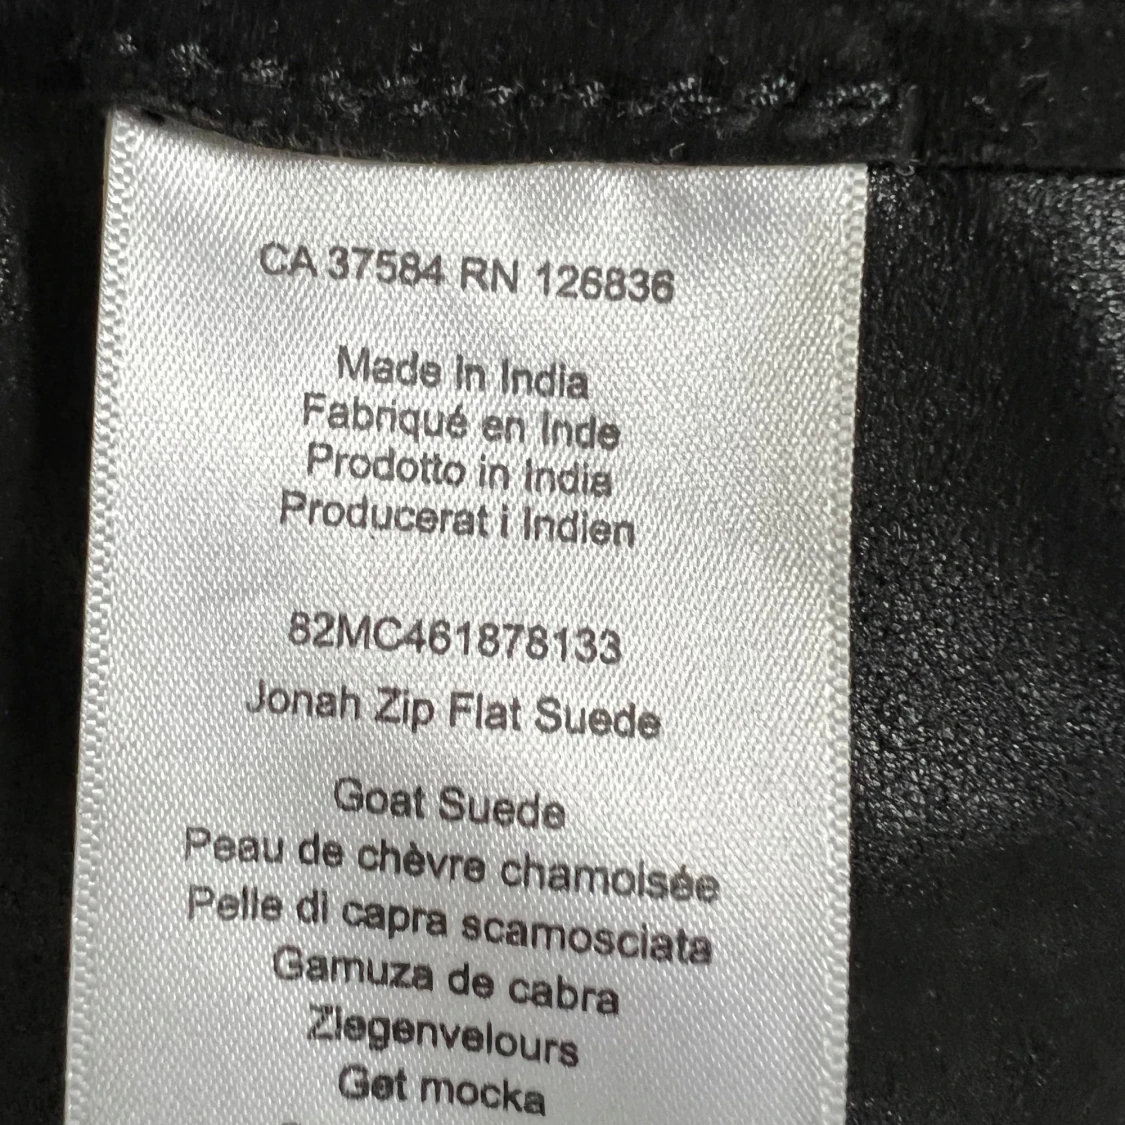 CA 37584 RN 126836
Made in India
Fabriqué en Inde
Prodotto in India
Producerat i Indien
82MC461878133
Jonah Zip Flat Suede
Goat Suede
Peau de chèvre chamoisée
Pelle di capra scamosciata
Gamuza de cabra
Ziegenvelours
Get mocka